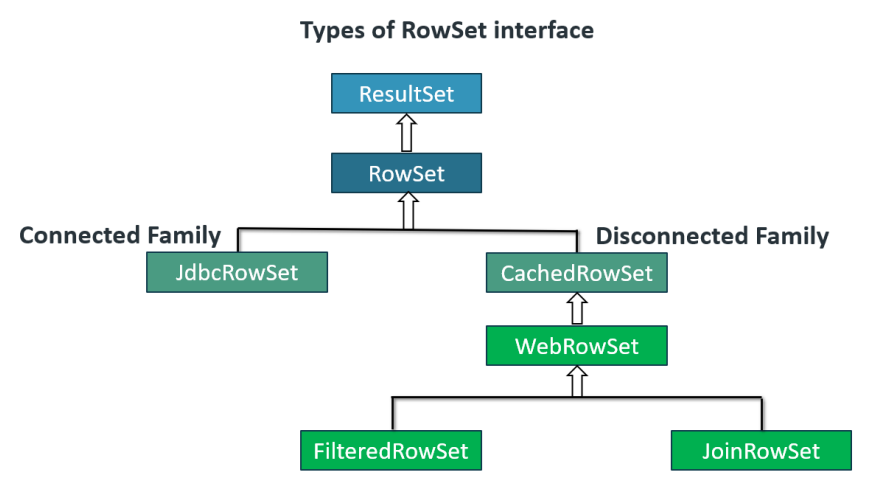 Types of RowSet interface
ResultSet
RowSet
Connected Family
Disconnected Family
JdbcRowSet
CachedRowSet
WebRowSet
FilteredRowSet
JoinRowSet